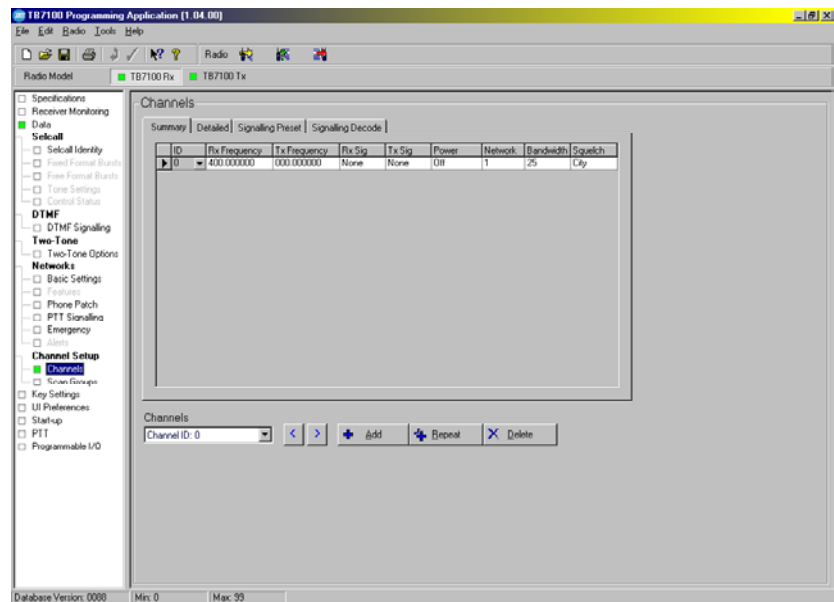 TB7100 Programming Application (1.04.00)
File Edit Radio Tools Help
Radio
Radio Model TB7100 Rx TB7100 Tx
Specifications
Receiver Monitoring
Data
Selcall
Selcall Identity
Fixed Format Bursts
Free Format Bursts
Tone Settings
Control Status
DTMF
DTMF Signalling
Two-Tone
Two-Tone Options
Networks
Basic Settings
Features
Phone Patch
PTT Signalling
Emergency
Alerts
Channel Setup
Channels
Scan Groups
Key Settings
UI Preferences
Start-up
PTT
Programmable I/O
Channels
Summary Detailed Signalling Preset Signalling Decode
ID Rx Frequency Tx Frequency Rx Sig Tx Sig Power Network Bandwidth Squelch
0 400.000000 000.000000 None None Off 1 25 City
Channels
Channel ID: 0 < > Add Repeat Delete
Database Version: 0088 Min: 0 Max: 99